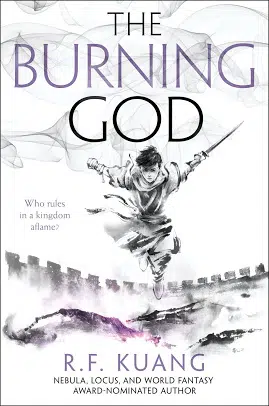 THE
BURNING
GOD
Who rules
in a kingdom
aflame?
R.F. KUANG
NEBULA, LOCUS, AND WORLD FANTASY
AWARD-NOMINATED AUTHOR